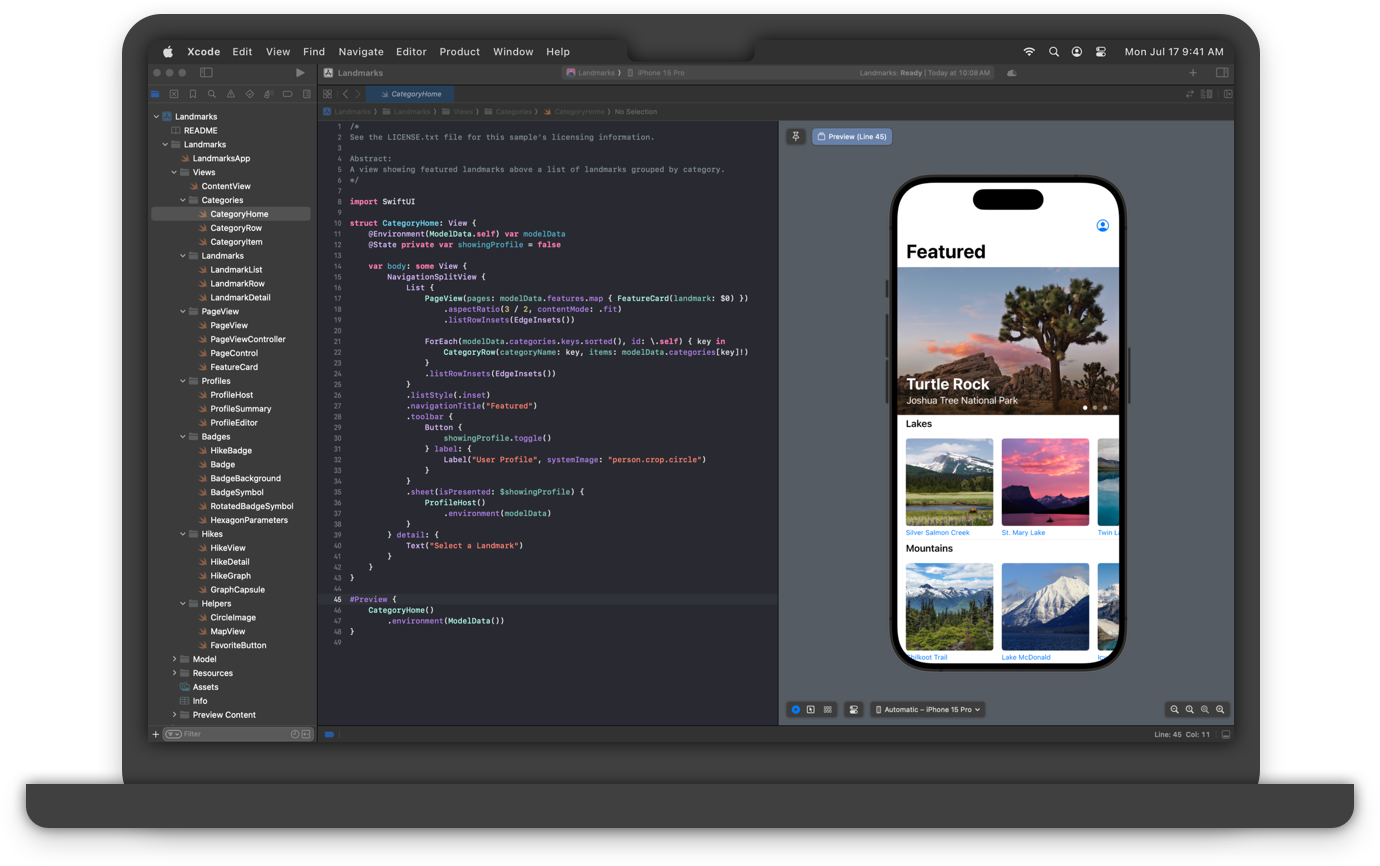 Xcode Edit View Find Navigate Editor Product Window Help
Mon Jul 17 9:41 AM
Landmarks
Landmarks ⟩ iPhone 15 Pro
Landmarks: Ready | Today at 10:08 AM
CategoryHome
Landmarks ⟩ Landmarks ⟩ Views ⟩ Categories ⟩ CategoryHome ⟩ No Selection
Landmarks
README
Landmarks
LandmarksApp
Views
ContentView
Categories
CategoryHome
CategoryRow
CategoryItem
Landmarks
LandmarkList
LandmarkRow
LandmarkDetail
PageView
PageView
PageViewController
PageControl
FeatureCard
Profiles
ProfileHost
ProfileSummary
ProfileEditor
Badges
HikeBadge
Badge
BadgeBackground
BadgeSymbol
RotatedBadgeSymbol
HexagonParameters
Hikes
HikeView
HikeDetail
HikeGraph
GraphCapsule
Helpers
CircleImage
MapView
FavoriteButton
Model
Resources
Assets
Info
Preview Content
Filter
1 /*
2 See the LICENSE.txt file for this sample's licensing information.
3
4 Abstract:
5 A view showing featured landmarks above a list of landmarks grouped by category.
6 */
7
8 import SwiftUI
9
10 struct CategoryHome: View {
11 @Environment(ModelData.self) var modelData
12 @State private var showingProfile = false
13
14 var body: some View {
15 NavigationSplitView {
16 List {
17 PageView(pages: modelData.features.map { FeatureCard(landmark: $0) })
18 .aspectRatio(3 / 2, contentMode: .fit)
19 .listRowInsets(EdgeInsets())
20
21 ForEach(modelData.categories.keys.sorted(), id: \.self) { key in
22 CategoryRow(categoryName: key, items: modelData.categories[key]!)
23 }
24 .listRowInsets(EdgeInsets())
25 }
26 .listStyle(.inset)
27 .navigationTitle("Featured")
28 .toolbar {
29 Button {
30 showingProfile.toggle()
31 } label: {
32 Label("User Profile", systemImage: "person.crop.circle")
33 }
34 }
35 .sheet(isPresented: $showingProfile) {
36 ProfileHost()
37 .environment(modelData)
38 }
39 } detail: {
40 Text("Select a Landmark")
41 }
42 }
43 }
44
45 #Preview {
46 CategoryHome()
47 .environment(ModelData())
48 }
49
Preview (Line 45)
Featured
Turtle Rock
Joshua Tree National Park
Lakes
Silver Salmon Creek
St. Mary Lake
Twin L
Mountains
Chilkoot Trail
Lake McDonald
Automatic – iPhone 15 Pro
Line: 45 Col: 11